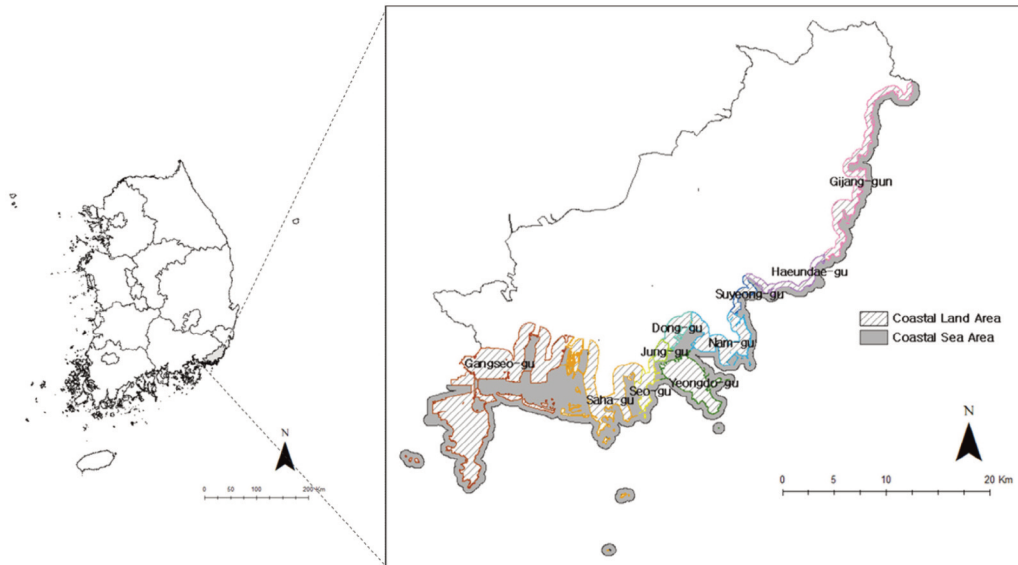 Gijang-gun
Haeundae-gu
Suyeong-gu
Dong-gu
Nam-gu
Jung-gu
Gangseo-gu
Yeongdo-gu
Seo-gu
Saha-gu
Coastal Land Area
Coastal Sea Area
N
0 50 100 200 Km
N
0 5 10 20 Km